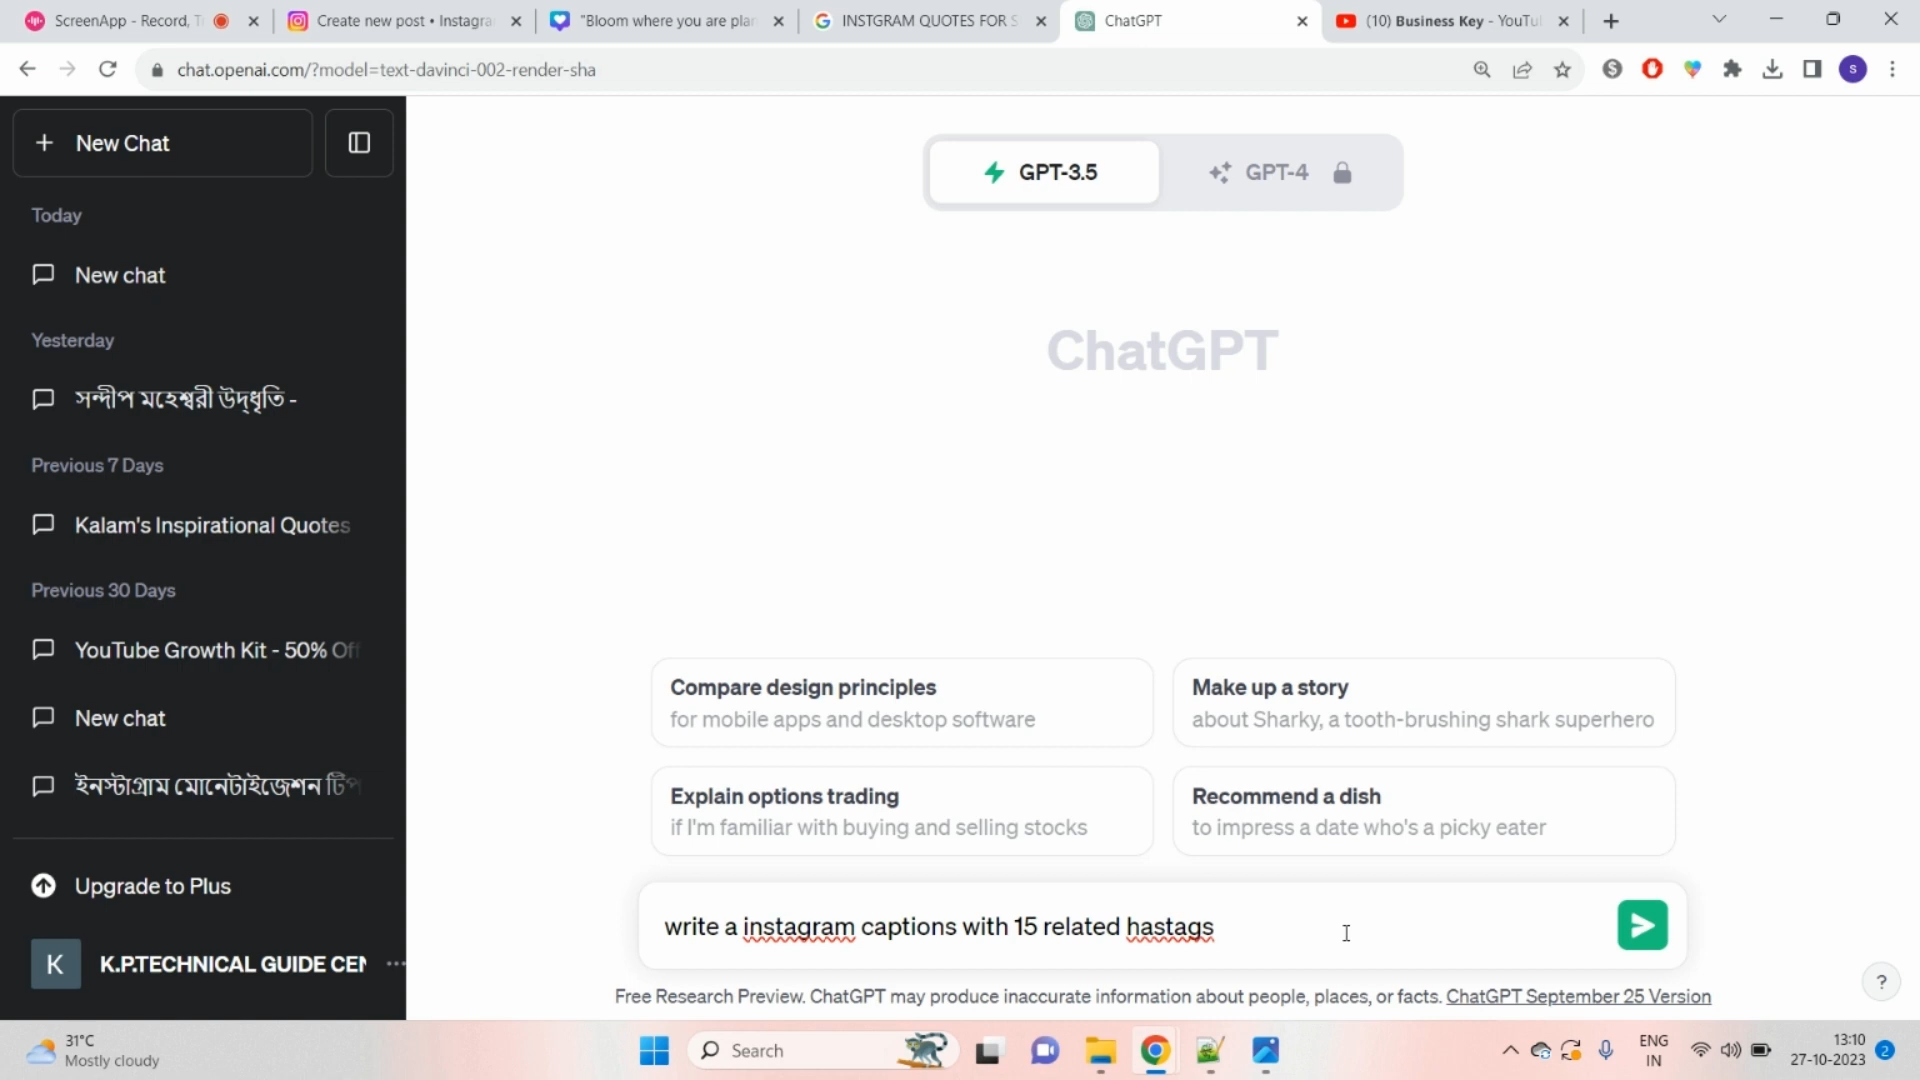 ScreenApp - Record, T
Create new post • Instagra
"Bloom where you are plan
INSTGRAM QUOTES FOR S
ChatGPT
(10) Business Key - YouTu
chat.openai.com/?model=text-davinci-002-render-sha
S
New Chat
GPT-3.5
GPT-4
Today
New chat
Yesterday
সন্দীপ মহেশ্বরী উদ্ধৃতি -
Previous 7 Days
Kalam's Inspirational Quotes
Previous 30 Days
YouTube Growth Kit - 50% Off
New chat
ইনস্টাগ্রাম মোনেটাইজেশন টিপ
Upgrade to Plus
K
K.P.TECHNICAL GUIDE CEN
ChatGPT
Compare design principles
for mobile apps and desktop software
Make up a story
about Sharky, a tooth-brushing shark superhero
Explain options trading
if I'm familiar with buying and selling stocks
Recommend a dish
to impress a date who's a picky eater
write a instagram captions with 15 related hastags
Free Research Preview. ChatGPT may produce inaccurate information about people, places, or facts. ChatGPT September 25 Version
?
31°C
Mostly cloudy
Search
ENG
IN
13:10
27-10-2023
2